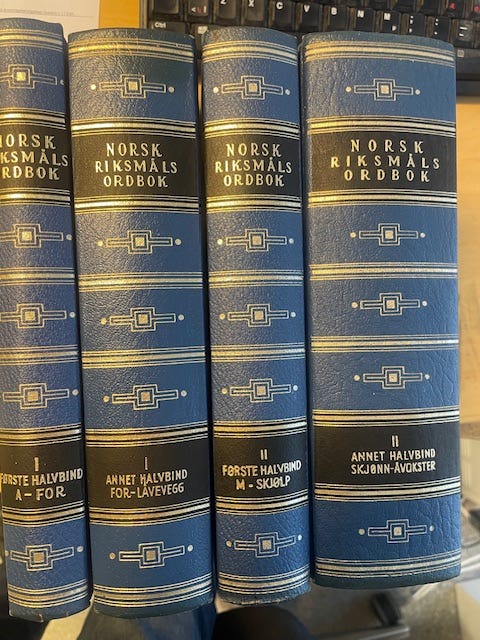 NORSK
RIKSMÅLS
ORDBOK
I
FØRSTE HALVBIND
A-FOR
NORSK
RIKSMÅLS
ORDBOK
I
ANNET HALVBIND
FOR-LÅVEVEGG
NORSK
RIKSMÅLS
ORDBOK
II
FØRSTE HALVBIND
M-SKJØLP
NORSK
RIKSMÅLS
ORDBOK
II
ANNET HALVBIND
SKJØNN-ÅVOKSTER